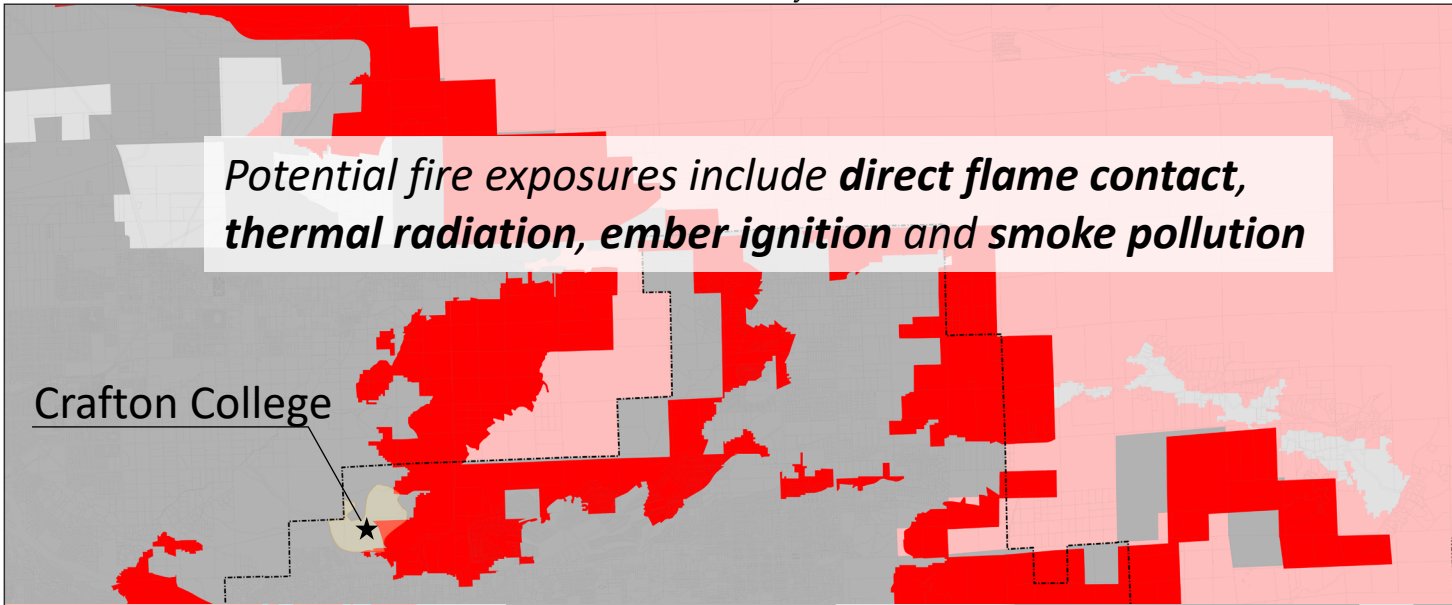 Potential fire exposures include direct flame contact,
thermal radiation, ember ignition and smoke pollution
Crafton College